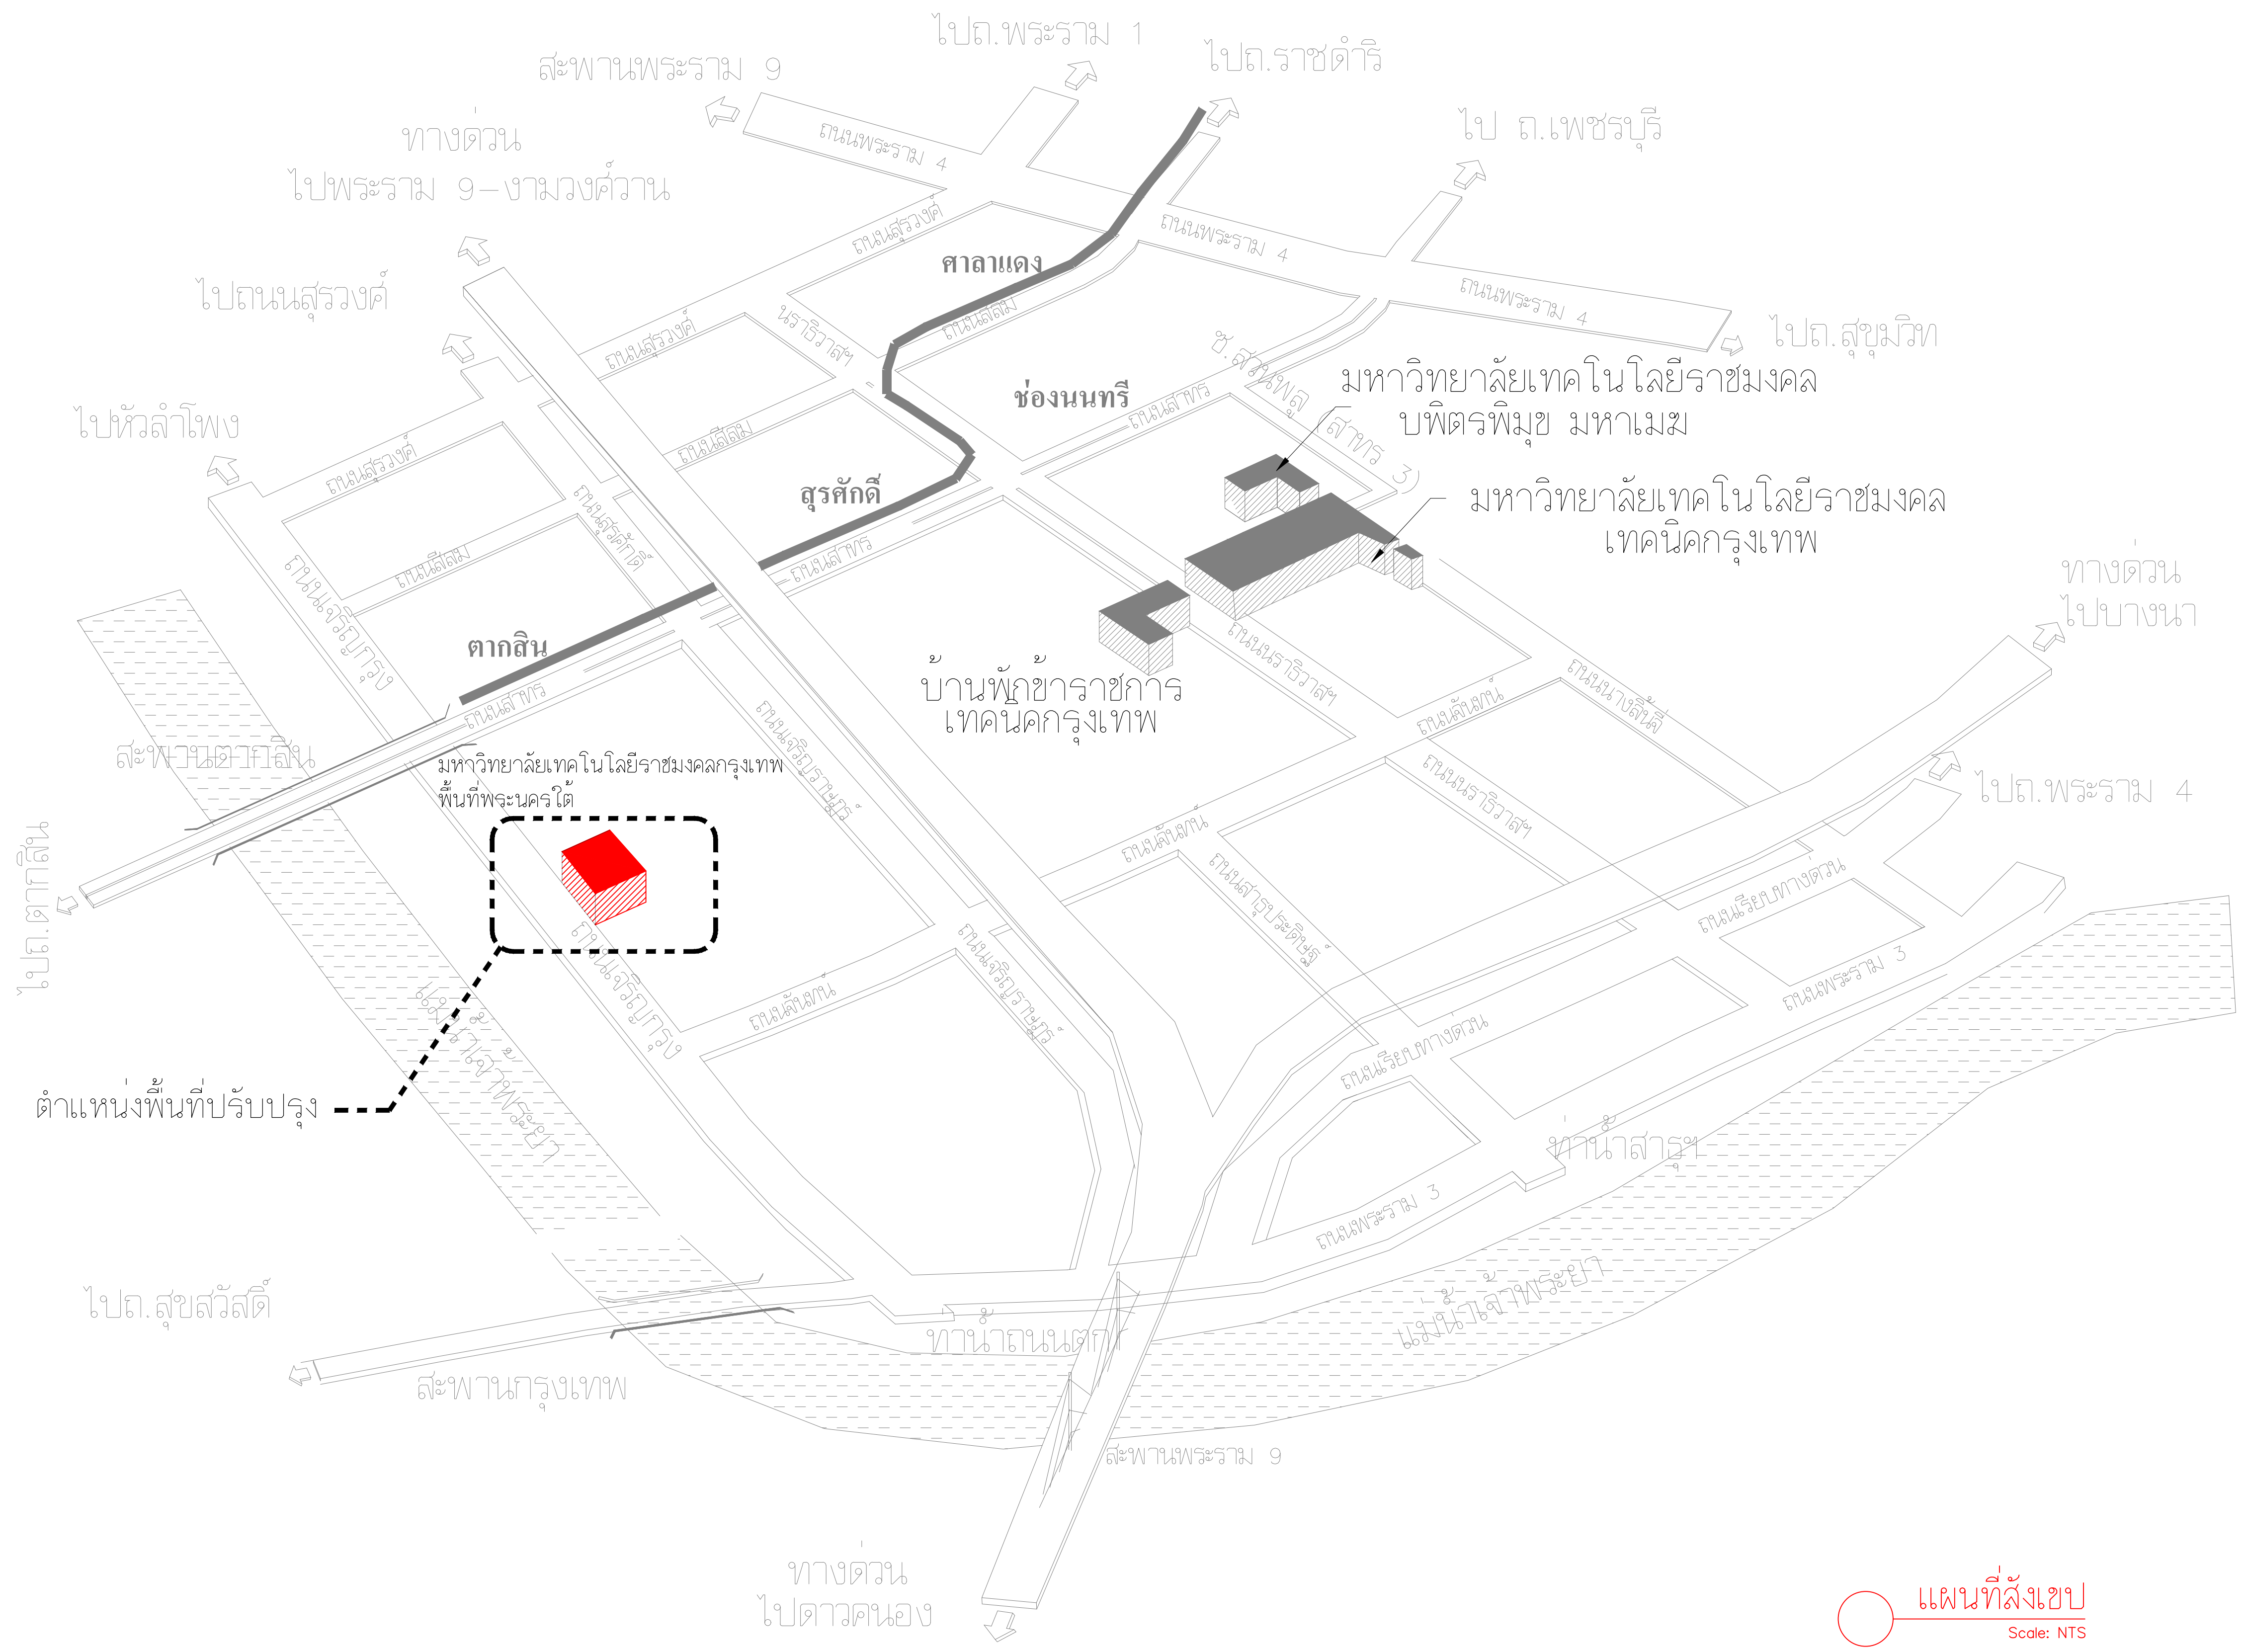 ไปถ.พระราม 1
ไปถ.ราชดำริ
สะพานพระราม 9
ไป ถ.เพชรบุรี
ทางด่วน
ไปพระราม 9-งามวงศ์วาน
ถนนพระราม 4
ถนนสุรวงศ์
ถนนพระราม 4
ศาลาแดง
ไปถนนสุรวงศ์
ถนนพระราม 4
ถนนสีลม
นราธิวาสฯ
ถนนสุรวงศ์
ไปถ.สุขุมวิท
ซ.สวนพลู (สาทร 3)
มหาวิทยาลัยเทคโนโลยีราชมงคล
บพิตรพิมุข มหาเมฆ
ช่องนนทรี
ถนนสาทร
ไปหัวลำโพง
ถนนสีลม
ถนนสุรวงศ์
สุรศักดิ์
มหาวิทยาลัยเทคโนโลยีราชมงคล
เทคนิคกรุงเทพ
ถนนสุรศักดิ์
ถนนสาทร
ถนนสีลม
ทางด่วน
ไปบางนา
ถนนเจริญกรุง
ตากสิน
บ้านพักข้าราชการ
เทคนิคกรุงเทพ
ถนนนราธิวาสฯ
ถนนนางลิ้นจี่
ถนนจันทน์
ถนนสาทร
ถนนเจริญราษฎร์
สะพานตากสิน
มหาวิทยาลัยเทคโนโลยีราชมงคลกรุงเทพ
พื้นที่พระนครใต้
ถนนนราธิวาสฯ
ไปถ.พระราม 4
ไปถ.ตากสิน
ถนนจันทน์
ถนนสาธุประดิษฐ์
ถนนเรียบทางด่วน
ถนนเจริญกรุง
ถนนเจริญราษฎร์
ถนนจันทน์
ถนนพระราม 3
แม่น้ำเจ้าพระยา
ถนนเรียบทางด่วน
ตำแหน่งพื้นที่ปรับปรุง
ท่าน้ำสาธุฯ
ถนนพระราม 3
แม่น้ำเจ้าพระยา
ไปถ.สุขสวัสดิ์
ท่าน้ำถนนตก
สะพานกรุงเทพ
สะพานพระราม 9
ทางด่วน
ไปดาวคนอง
แผนที่สังเขป
Scale: NTS